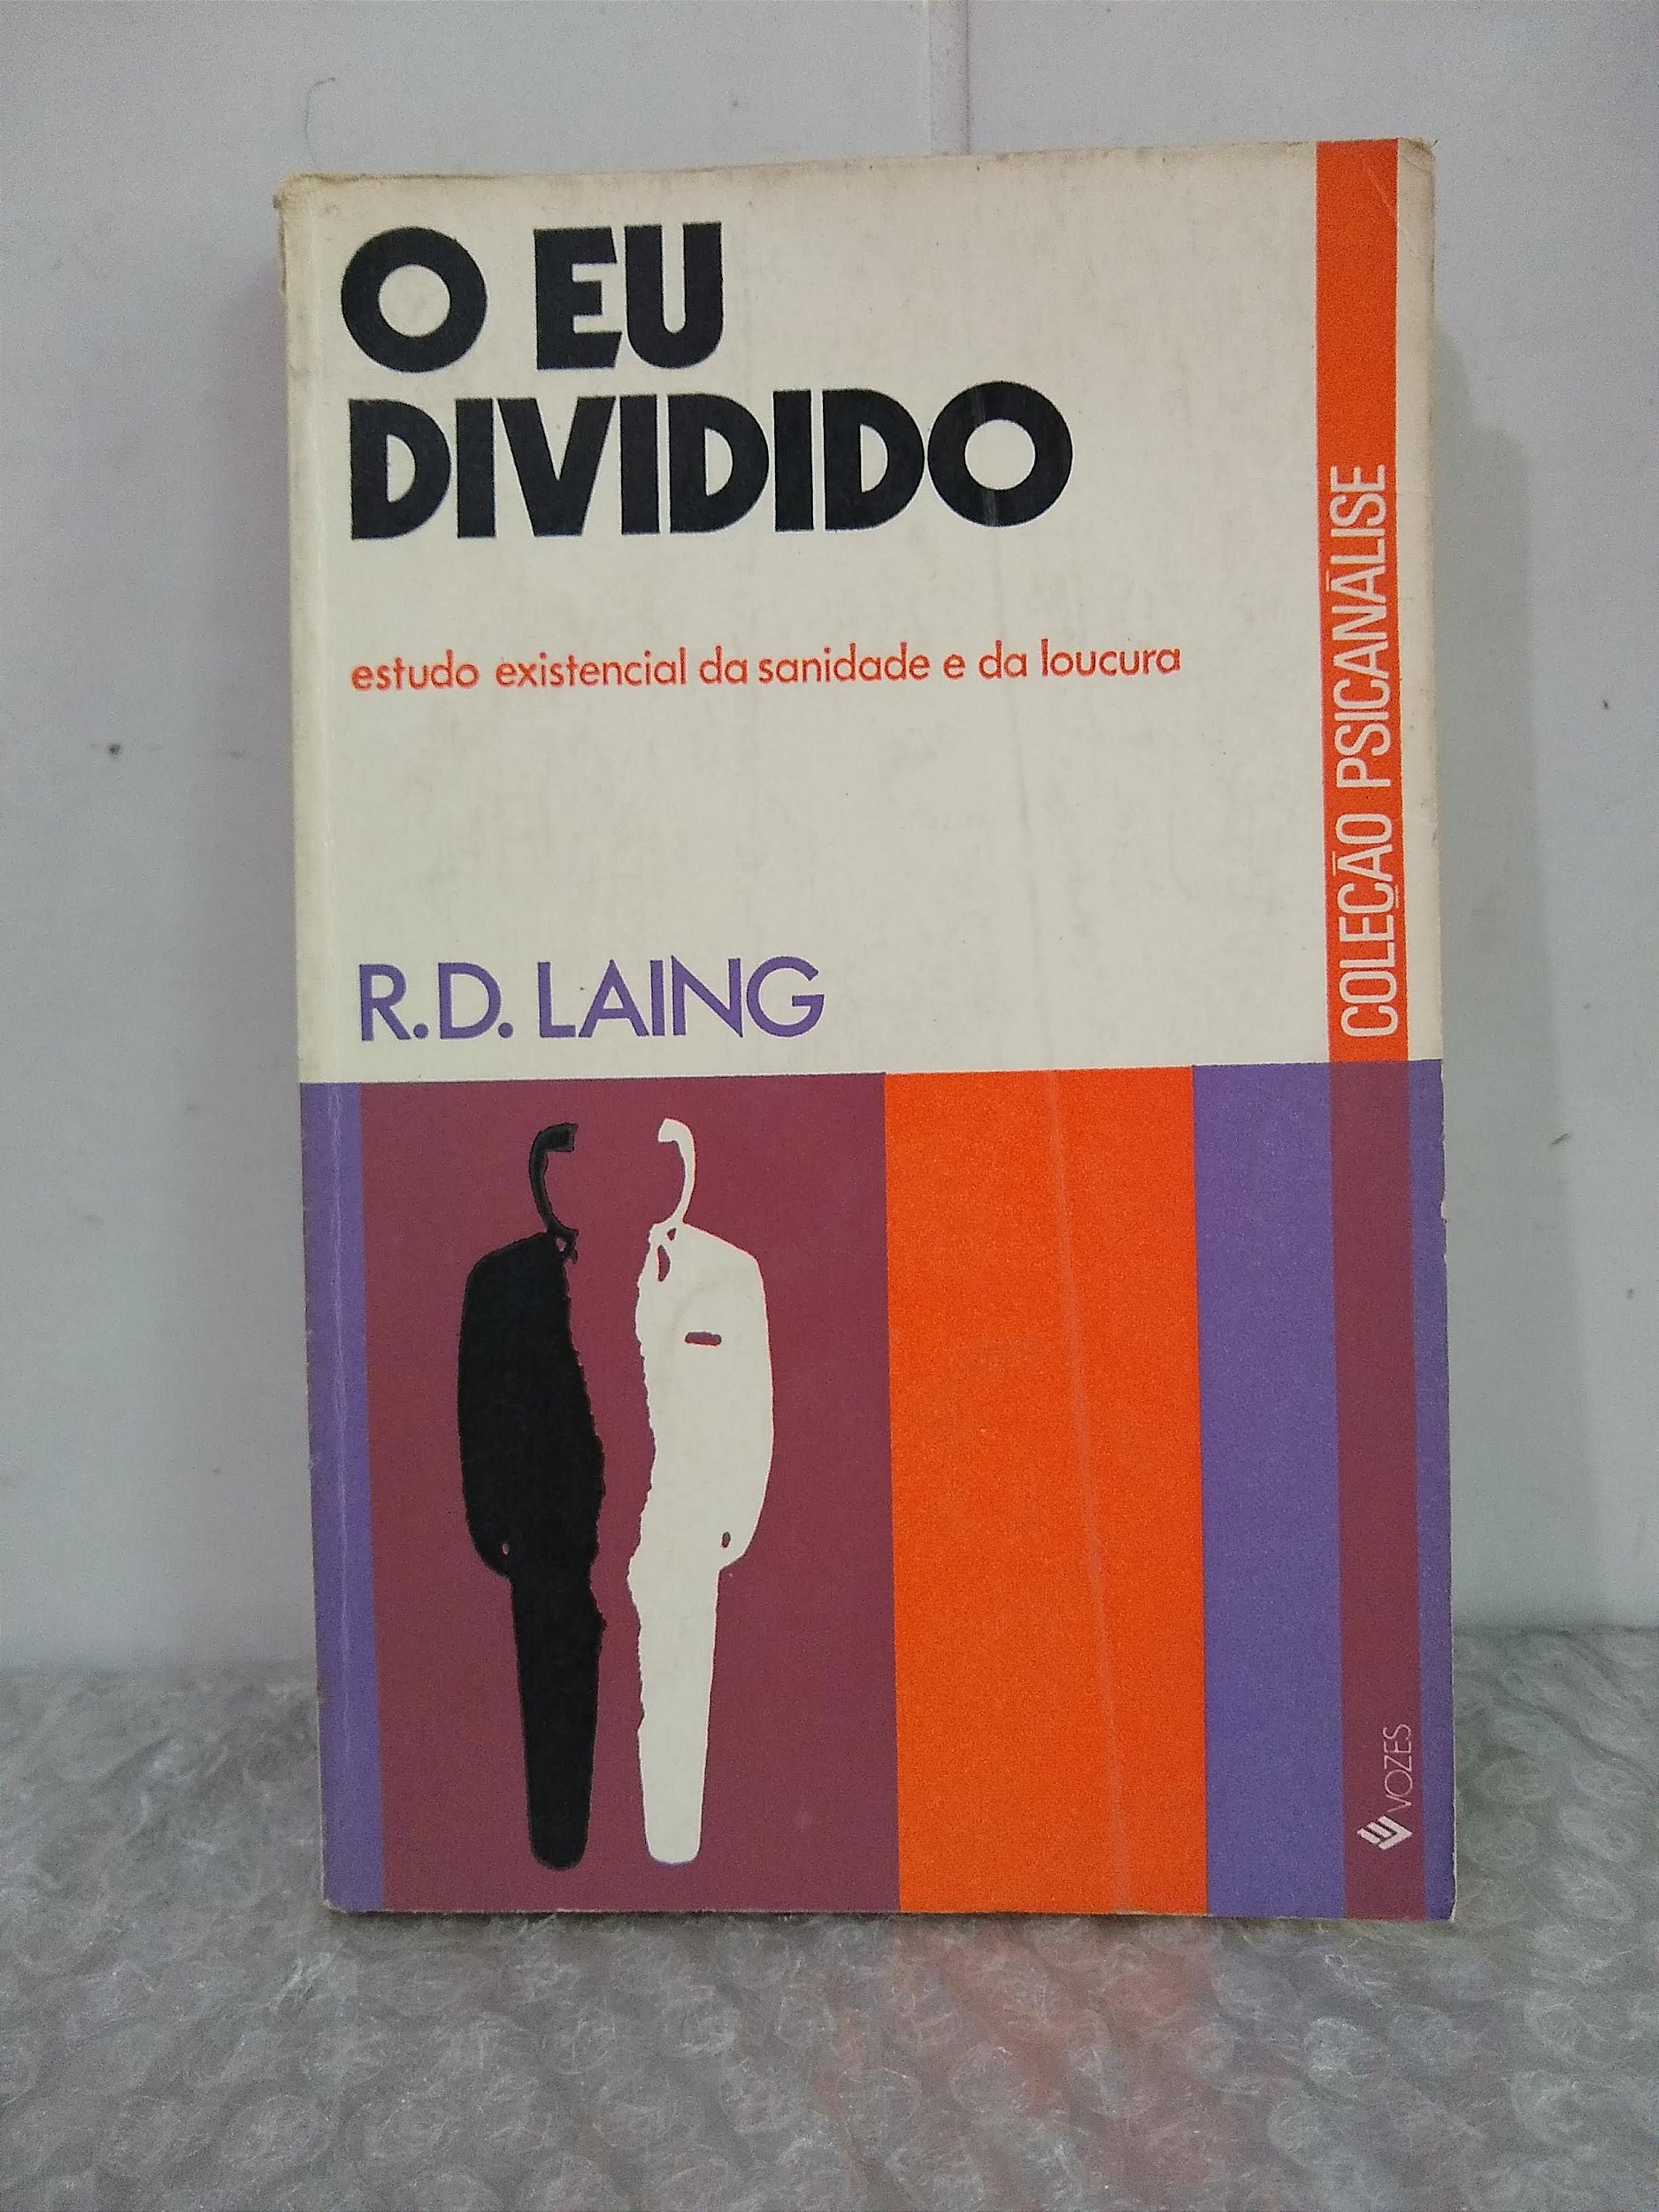 O EU
DIVIDIDO
estudo existencial da sanidade e da loucura
R.D. LAING
COLEÇÃO PSICANÁLISE
VOZES